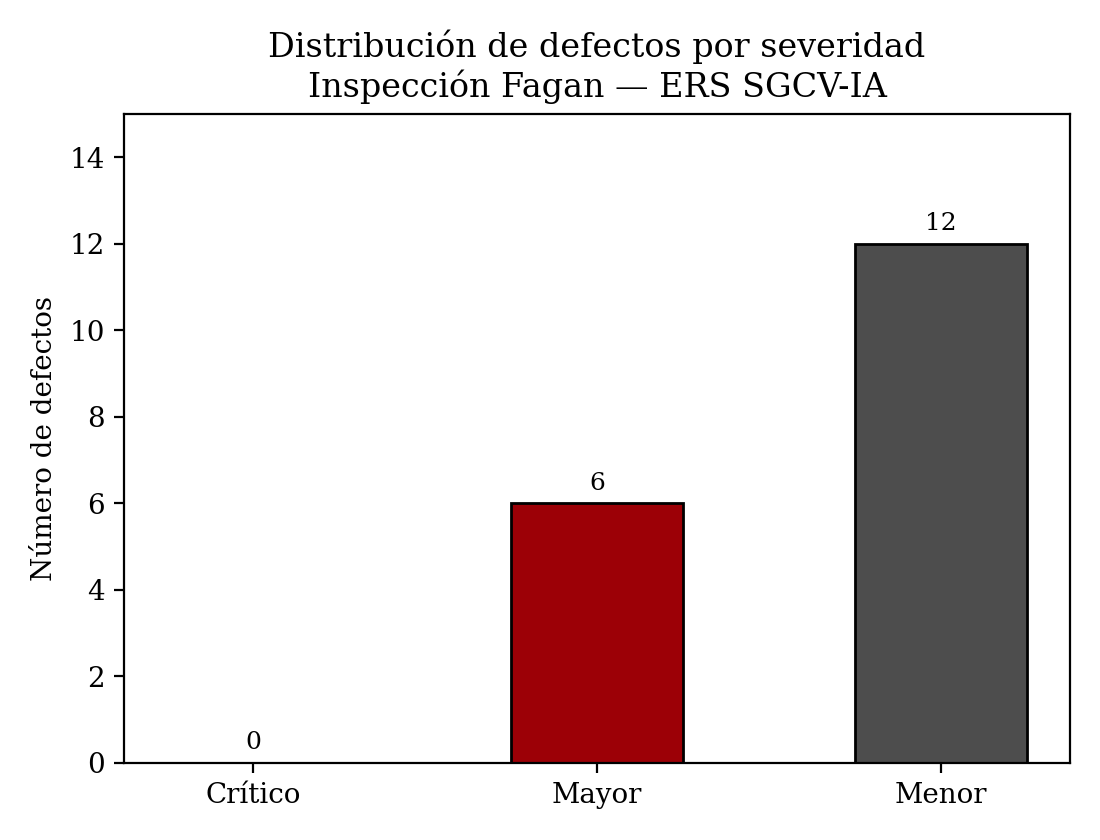 Distribución de defectos por severidad
Inspección Fagan — ERS SGCV-IA
Número de defectos
14
12
10
8
6
4
2
0
0
6
12
Crítico
Mayor
Menor